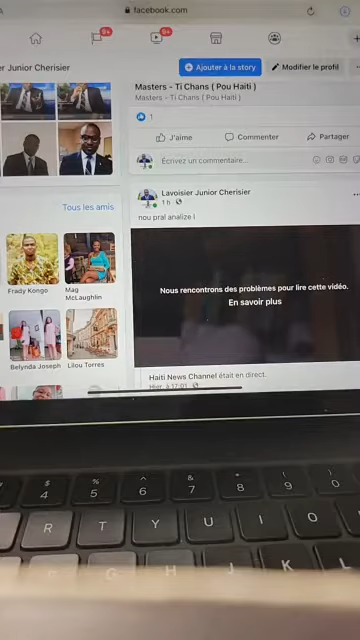 facebook.com
9+
9+
er Junior Cherisier
Ajouter à la story
Modifier le profil
Masters - Ti Chans ( Pou Haiti )
Masters - Ti Chans ( Pou Haiti )
1
J'aime
Commenter
Partager
Écrivez un commentaire...
Tous les amis
Lavoisier Junior Cherisier
1 h
nou pral analize !
Nous rencontrons des problèmes pour lire cette vidéo.
En savoir plus
Frady Kongo
Mag
McLaughlin
Belynda Joseph
Lilou Torres
Haiti News Channel était en direct.
Hier, à 17:01
$ % ^ & * ( )
4 5 6 7 8 9 0
R T Y U I O
G H J K L